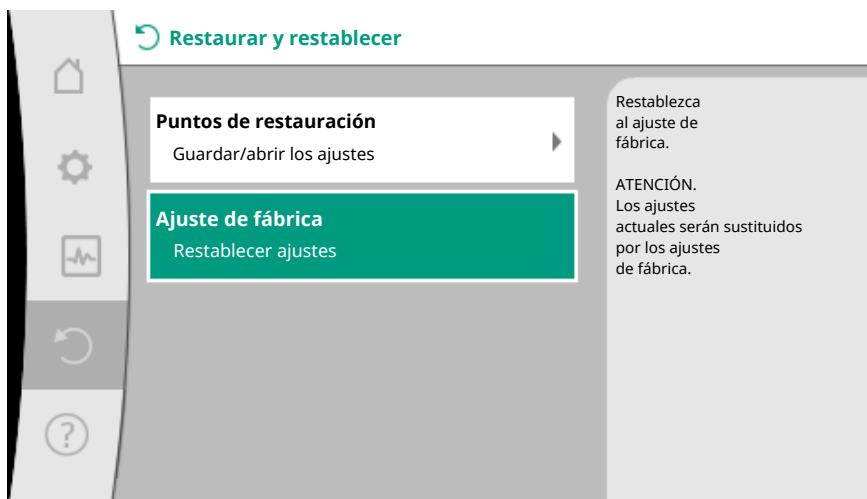 Restaurar y restablecer
Puntos de restauración
Guardar/abrir los ajustes
Ajuste de fábrica
Restablecer ajustes
Restablezca
al ajuste de
fábrica.
ATENCIÓN.
Los ajustes
actuales serán sustituidos
por los ajustes
de fábrica.
?